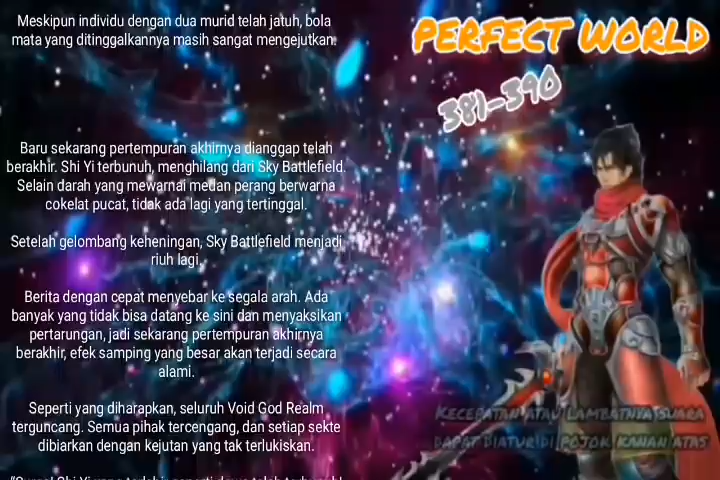 Meskipun individu dengan dua murid telah jatuh, bola
mata yang ditinggalkannya masih sangat mengejutkan.
Baru sekarang pertempuran akhirnya dianggap telah
berakhir. Shi Yi terbunuh, menghilang dari Sky Battlefield.
Selain darah yang mewarnai medan perang berwarna
cokelat pucat, tidak ada lagi yang tertinggal.
Setelah gelombang keheningan, Sky Battlefield menjadi
riuh lagi.
Berita dengan cepat menyebar ke segala arah. Ada
banyak yang tidak bisa datang ke sini dan menyaksikan
pertarungan, jadi sekarang pertempuran akhirnya
berakhir, efek samping yang besar akan terjadi secara
alami.
Seperti yang diharapkan, seluruh Void God Realm
terguncang. Semua pihak tercengang, dan setiap sekte
dibiarkan dengan kejutan yang tak terlukiskan.
PERFECT WORLD
381-390
KECEPATAN ATAU LAMBATNYA SUARA
DAPAT DIATUR DI POJOK KANAN ATAS